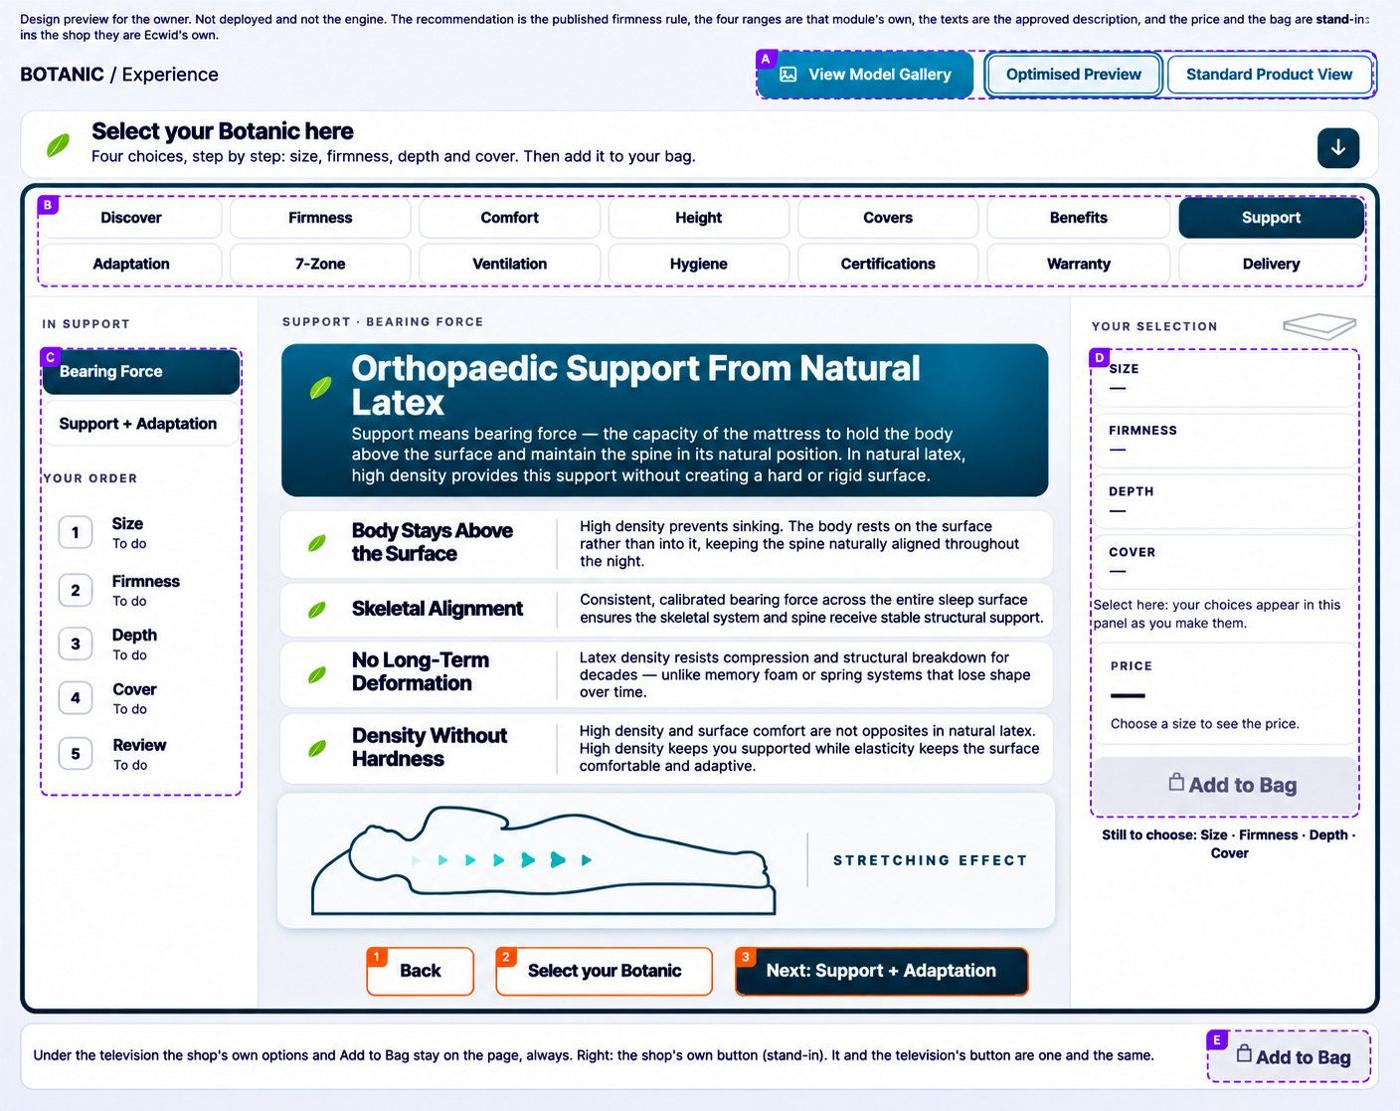 Design preview for the owner. Not deployed and not the engine. The recommendation is the published firmness rule, the four ranges are that module's own, the texts are the approved description, and the price and the bag are stand-ins
ins the shop they are Ecwid's own.
BOTANIC / Experience
A
View Model Gallery
Optimised Preview
Standard Product View
Select your Botanic here
Four choices, step by step: size, firmness, depth and cover. Then add it to your bag.
B
Discover
Firmness
Comfort
Height
Covers
Benefits
Support
Adaptation
7-Zone
Ventilation
Hygiene
Certifications
Warranty
Delivery
IN SUPPORT
C
Bearing Force
Support + Adaptation
YOUR ORDER
1
Size
To do
2
Firmness
To do
3
Depth
To do
4
Cover
To do
5
Review
To do
SUPPORT · BEARING FORCE
Orthopaedic Support From Natural
Latex
Support means bearing force — the capacity of the mattress to hold the body
above the surface and maintain the spine in its natural position. In natural latex,
high density provides this support without creating a hard or rigid surface.
Body Stays Above
the Surface
High density prevents sinking. The body rests on the surface
rather than into it, keeping the spine naturally aligned throughout
the night.
Skeletal Alignment
Consistent, calibrated bearing force across the entire sleep surface
ensures the skeletal system and spine receive stable structural support.
No Long-Term
Deformation
Latex density resists compression and structural breakdown for
decades — unlike memory foam or spring systems that lose shape
over time.
Density Without
Hardness
High density and surface comfort are not opposites in natural latex.
High density keeps you supported while elasticity keeps the surface
comfortable and adaptive.
STRETCHING EFFECT
1
Back
2
Select your Botanic
3
Next: Support + Adaptation
YOUR SELECTION
D
SIZE
—
FIRMNESS
—
DEPTH
—
COVER
—
Select here: your choices appear in this
panel as you make them.
PRICE
—
Choose a size to see the price.
Add to Bag
Still to choose: Size · Firmness · Depth ·
Cover
Under the television the shop's own options and Add to Bag stay on the page, always. Right: the shop's own button (stand-in). It and the television's button are one and the same.
E
Add to Bag